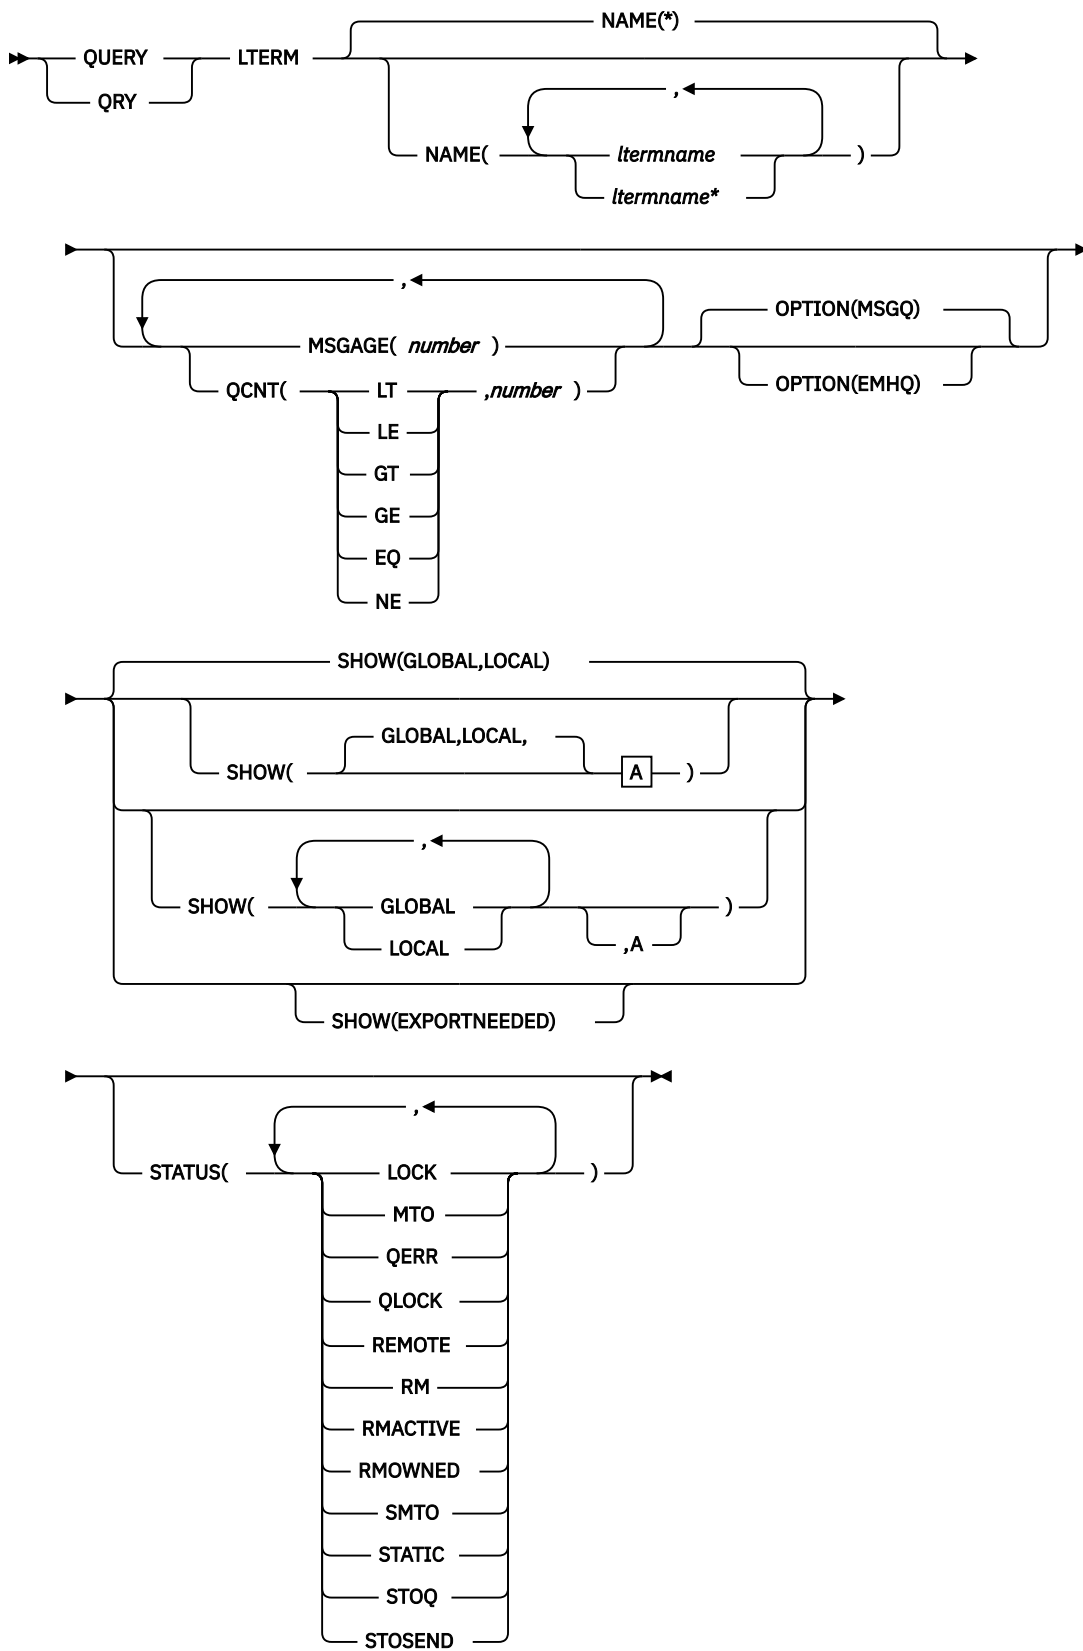 NAME(*)
QUERY LTERM
QRY
,
NAME( ltermname )
ltermname*
,
OPTION(MSGQ)
MSGAGE( number )
OPTION(EMHQ)
QCNT( LT ,number )
LE
GT
GE
EQ
NE
SHOW(GLOBAL,LOCAL)
GLOBAL,LOCAL,
SHOW( A )
,
SHOW( GLOBAL )
LOCAL ,A
SHOW(EXPORTNEEDED)
,
STATUS( LOCK )
MTO
QERR
QLOCK
REMOTE
RM
RMACTIVE
RMOWNED
SMTO
STATIC
STOQ
STOSEND